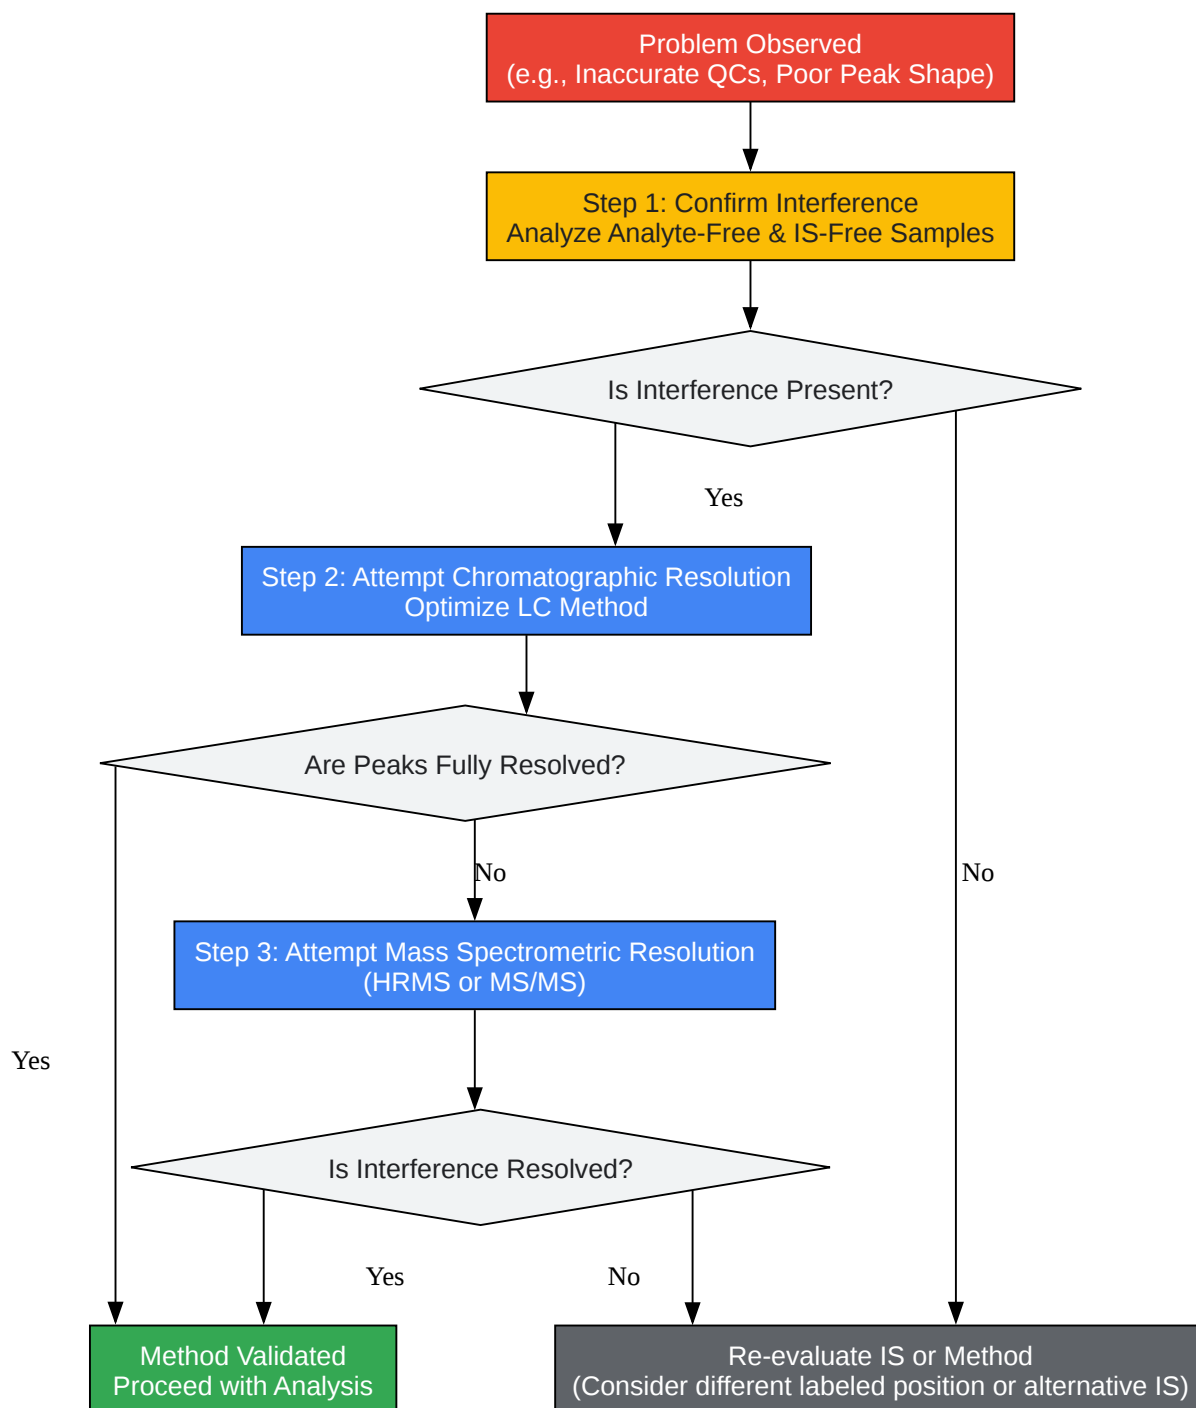 Problem Observed
(e.g., Inaccurate QCs, Poor Peak Shape)
Step 1: Confirm Interference
Analyze Analyte-Free & IS-Free Samples
Is Interference Present?
Yes
Step 2: Attempt Chromatographic Resolution
Optimize LC Method
Are Peaks Fully Resolved?
No
No
Step 3: Attempt Mass Spectrometric Resolution
(HRMS or MS/MS)
Yes
Is Interference Resolved?
Yes
No
Method Validated
Proceed with Analysis
Re-evaluate IS or Method
(Consider different labeled position or alternative IS)